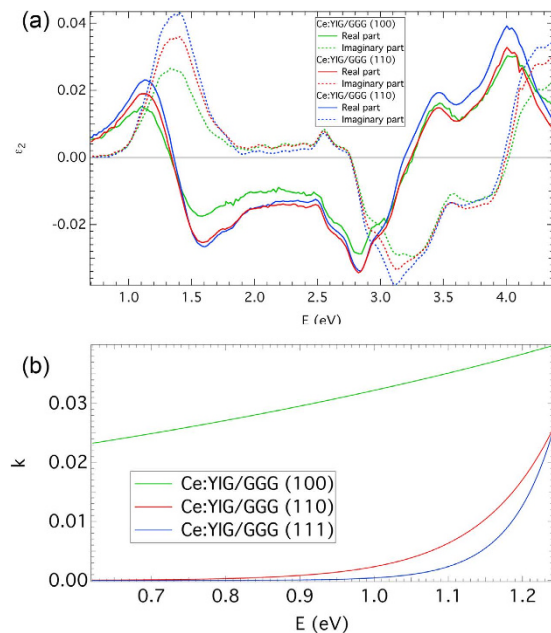 (a)
Ce:YIG/GGG (100)
Real part
Imaginary part
Ce:YIG/GGG (110)
Real part
Imaginary part
Ce:YIG/GGG (110)
Real part
Imaginary part
0.04
0.02
0.00
-0.02
ε2
1.0 1.5 2.0 2.5 3.0 3.5 4.0
E (eV)
(b)
0.03
0.02
0.01
0.00
k
Ce:YIG/GGG (100)
Ce:YIG/GGG (110)
Ce:YIG/GGG (111)
0.7 0.8 0.9 1.0 1.1 1.2
E (eV)